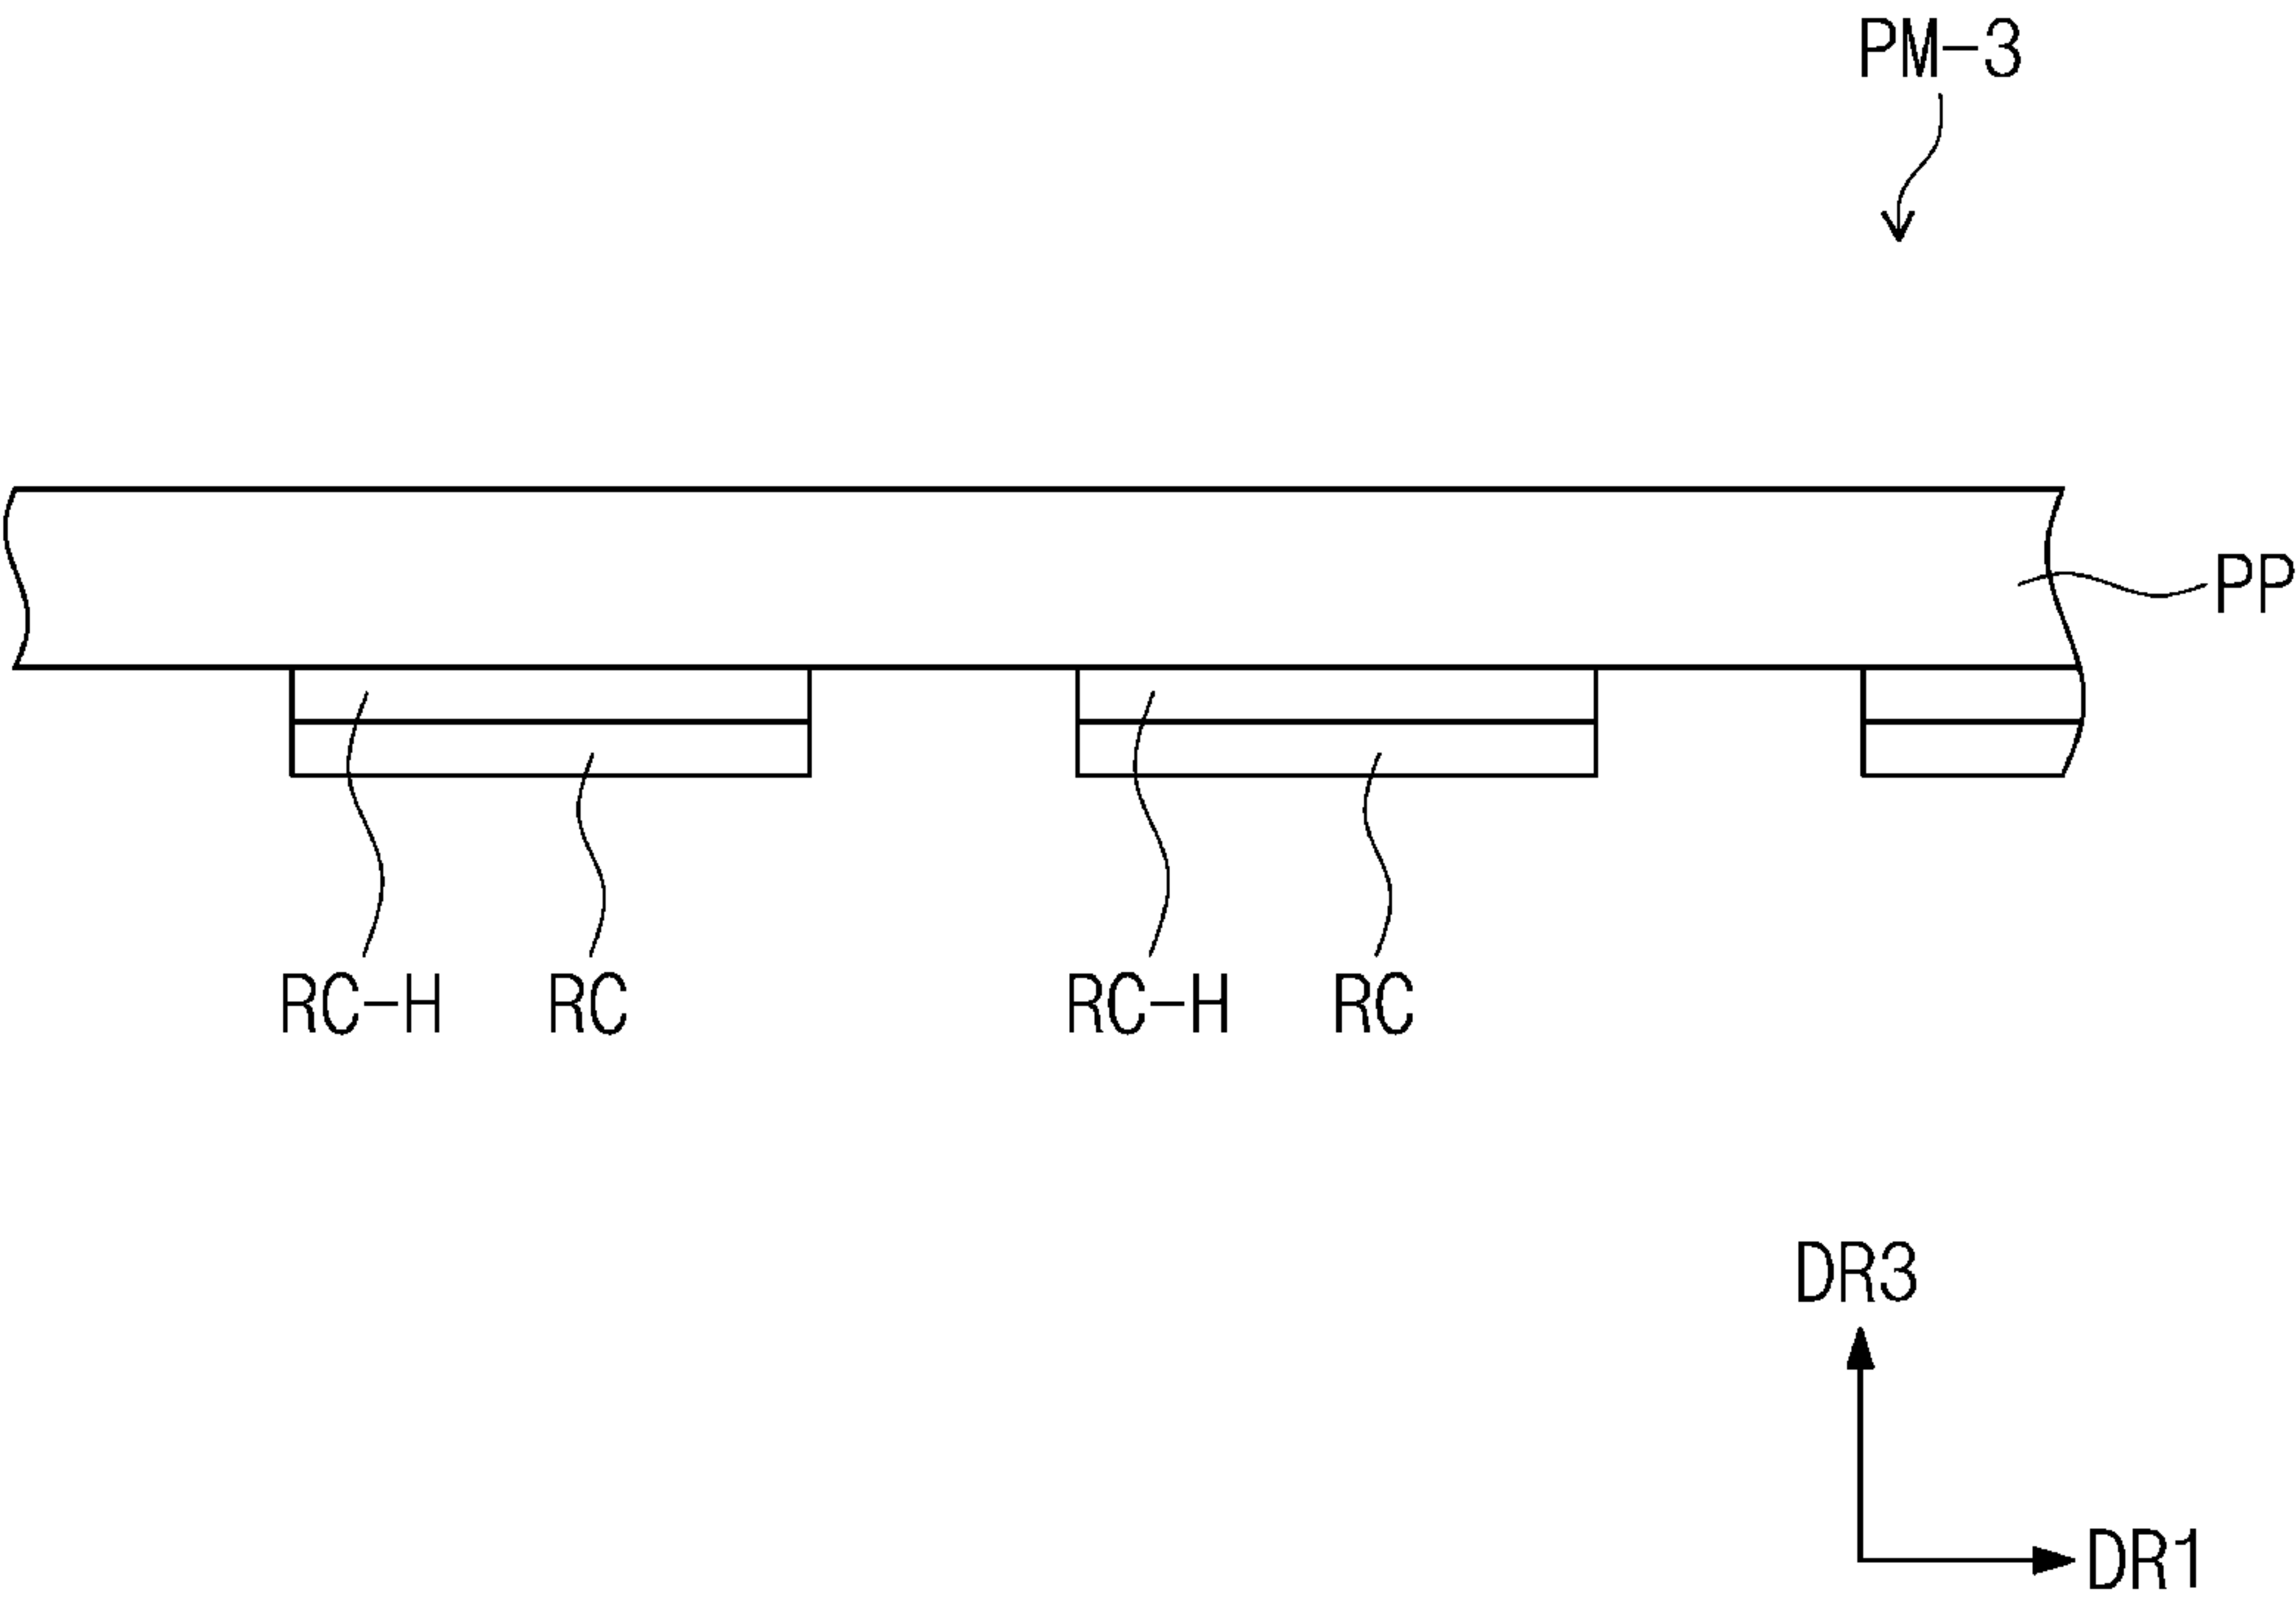 PM-3
PP
RC-H RC RC-H RC
DR3
DR1